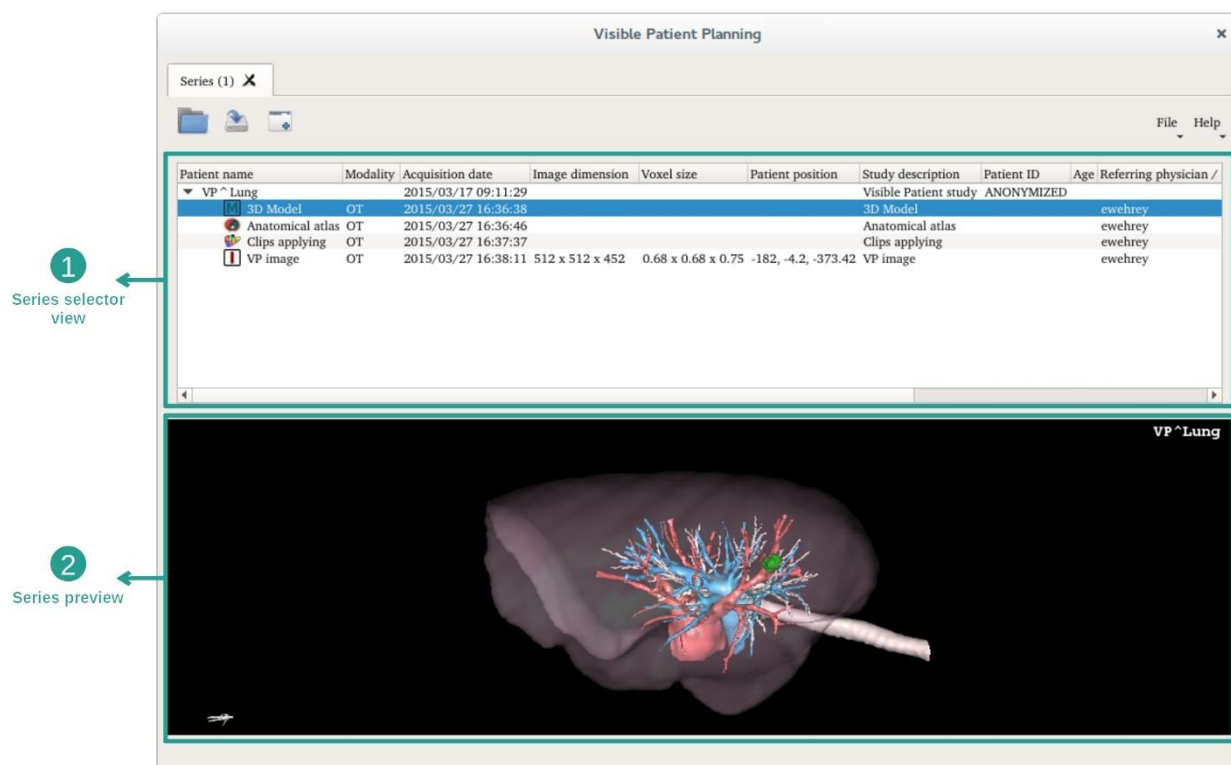 Visible Patient Planning
Series (1)
File Help
Patient name Modality Acquisition date Image dimension Voxel size Patient position Study description Patient ID Age Referring physician /
VP^Lung 2015/03/17 09:11:29 Visible Patient study ANONYMIZED
3D Model OT 2015/03/27 16:36:38 3D Model ewehrey
Anatomical atlas OT 2015/03/27 16:36:46 Anatomical atlas ewehrey
Clips applying OT 2015/03/27 16:37:37 Clips applying ewehrey
VP image OT 2015/03/27 16:38:11 512 x 512 x 452 0.68 x 0.68 x 0.75 -182, -4.2, -373.42 VP image ewehrey
1
Series selector
view
VP^Lung
2
Series preview